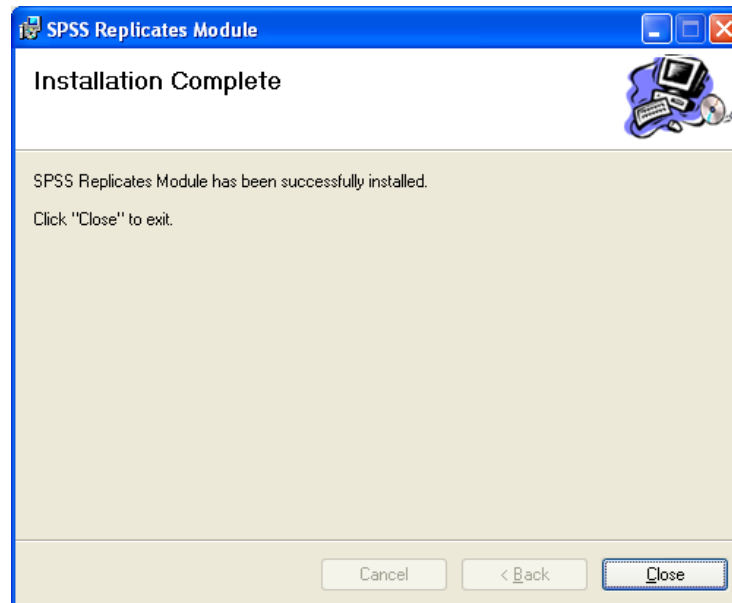 SPSS Replicates Module
Installation Complete
SPSS Replicates Module has been successfully installed.
Click "Close" to exit.
Cancel
< Back
Close